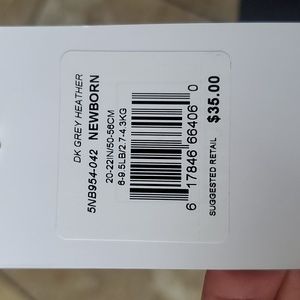 DK GREY HEATHER
5NB954-042 NEWBORN
20-22IN/50-56CM
6-9.5LB/2.7-4.3KG
6 17846 66406 0
SUGGESTED RETAIL $35.00